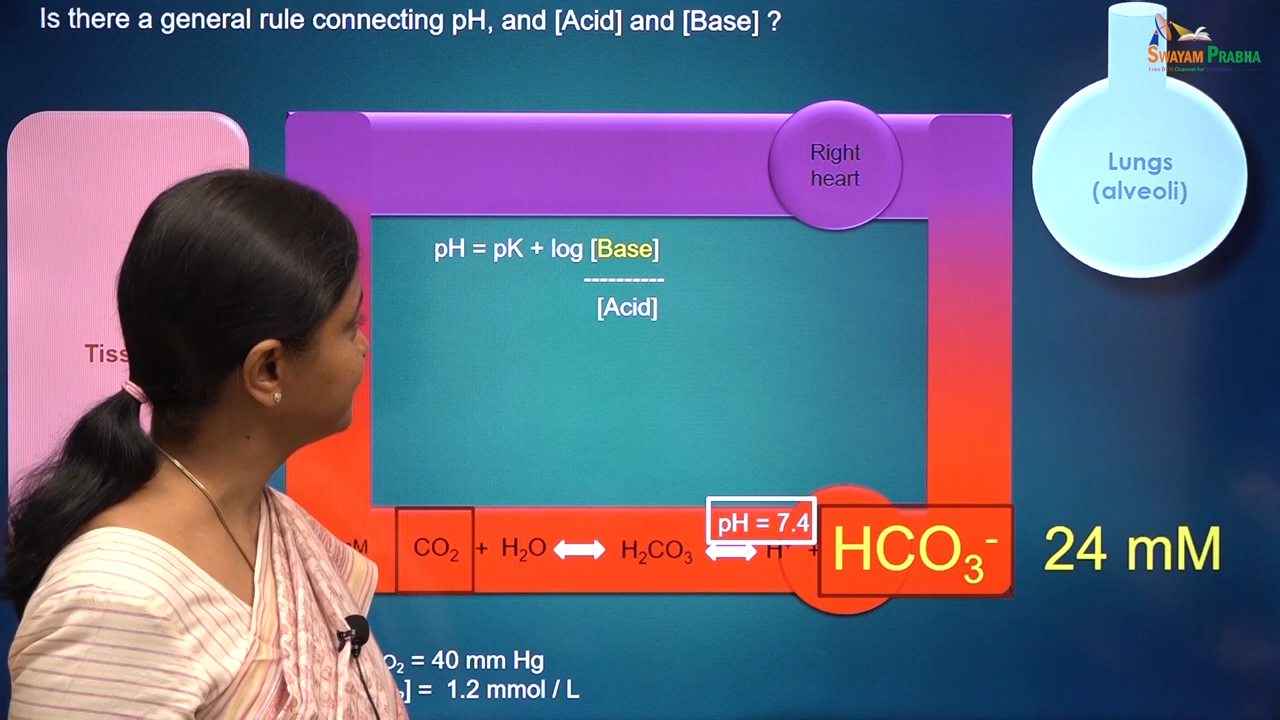 Is there a general rule connecting pH, and [Acid] and [Base] ?
SWAYAM PRABHA
Right
heart
Lungs
(alveoli)
pH = pK + log [Base]
----------
[Acid]
pH = 7.4
CO₂ + H₂O ⟺ H₂CO₃ ⟺ H⁺ + HCO₃⁻ 24 mM
= 40 mm Hg
] = 1.2 mmol / L